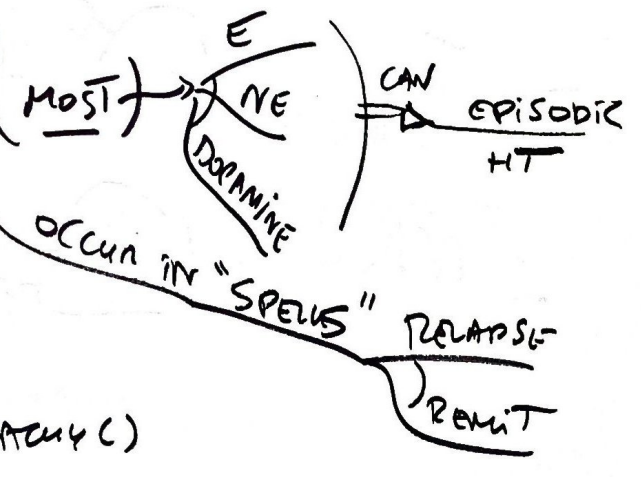 E
MOST
NE
DOPAMINE
CAN
EPISODIC
HT
OCCUR IN "SPELLS"
RELAPSE
REMIT